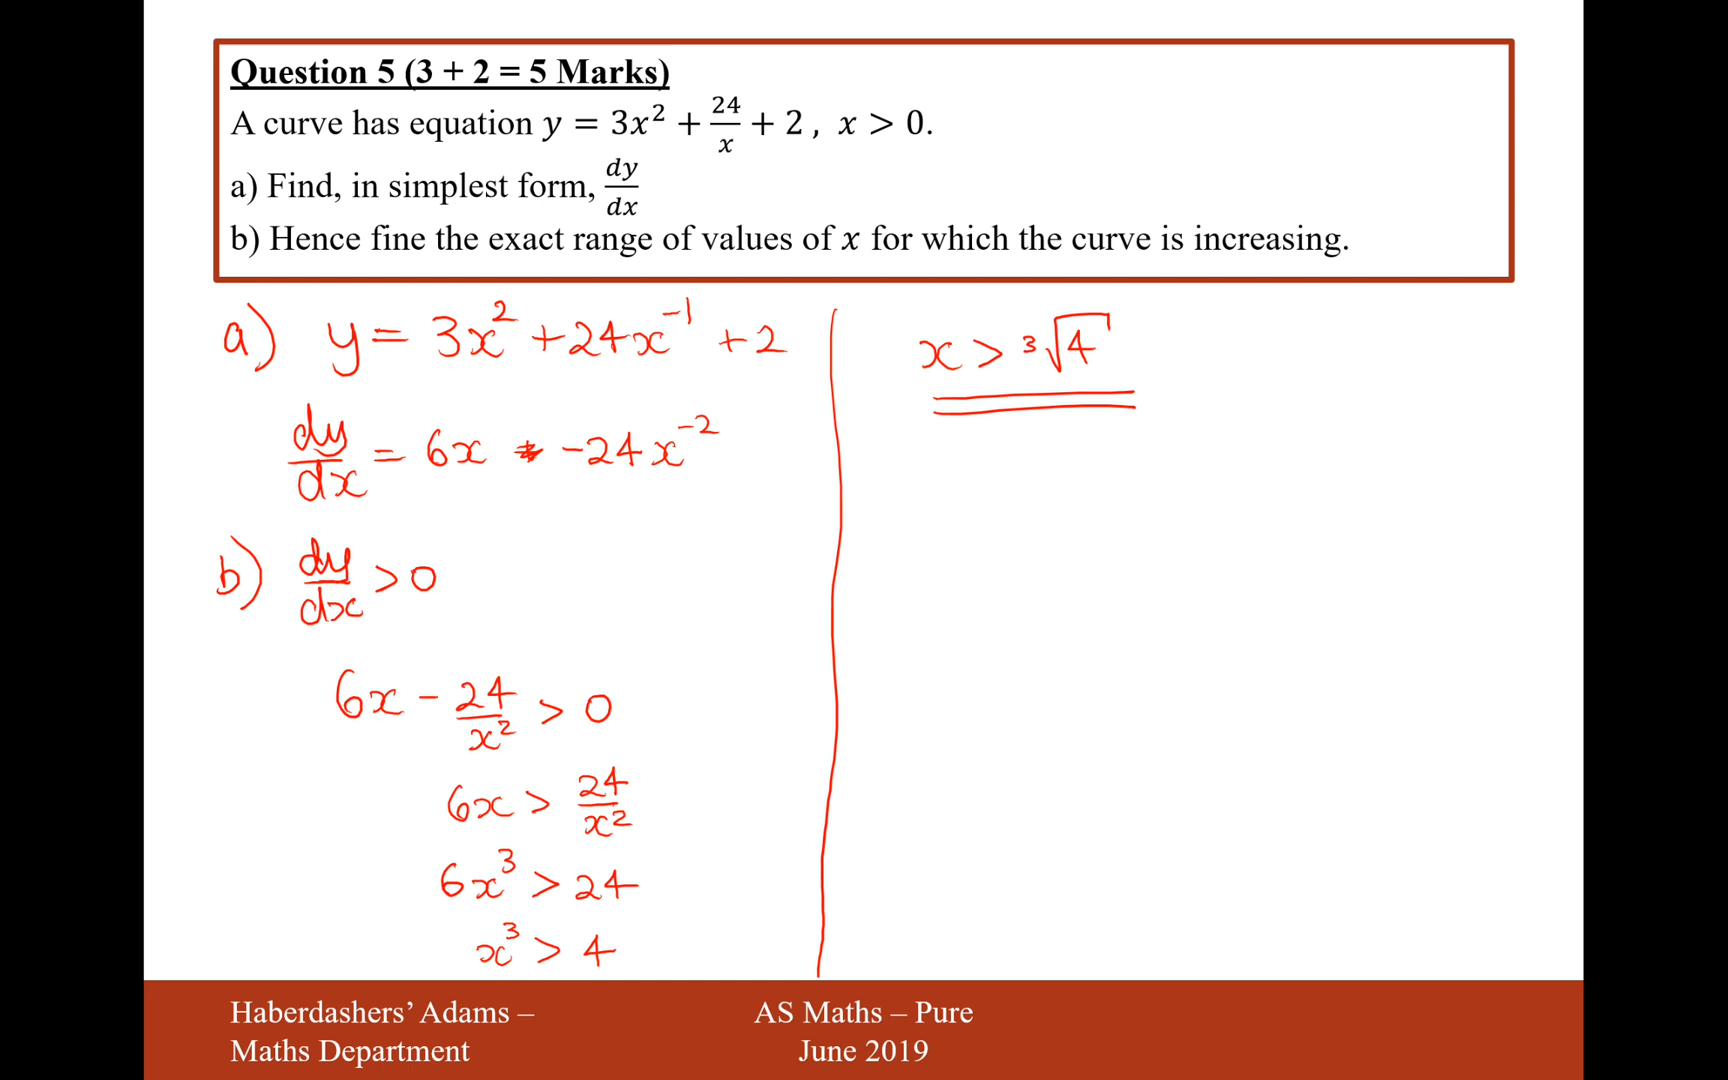 Question 5 (3 + 2 = 5 Marks)
A curve has equation y = 3x² + 24/x + 2 , x > 0.
a) Find, in simplest form, dy/dx
b) Hence fine the exact range of values of x for which the curve is increasing.
a) y = 3x² + 24x⁻¹ + 2
dy/dx = 6x - 24x⁻²
b) dy/dx > 0
6x - 24/x² > 0
6x > 24/x²
6x³ > 24
x³ > 4
x > ³√4
Haberdashers’ Adams –
Maths Department
AS Maths – Pure
June 2019